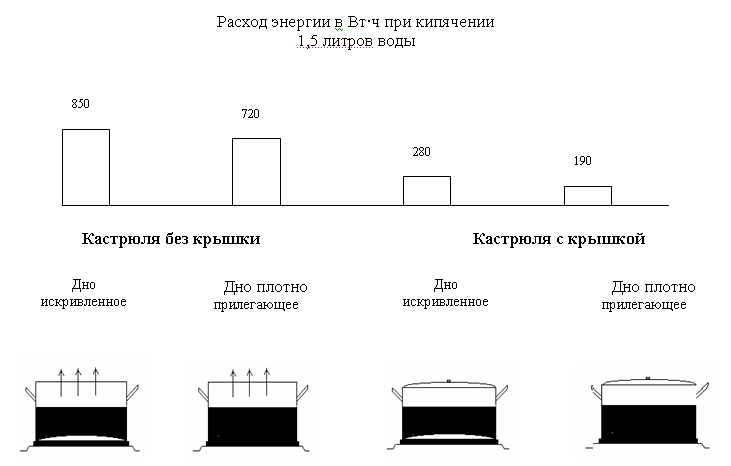 Расход энергии в Вт·ч при кипячении
1,5 литров воды
850
720
280
190
Кастрюля без крышки
Кастрюля с крышкой
Дно
искривленное
Дно плотно
прилегающее
Дно
искривленное
Дно плотно
прилегающее